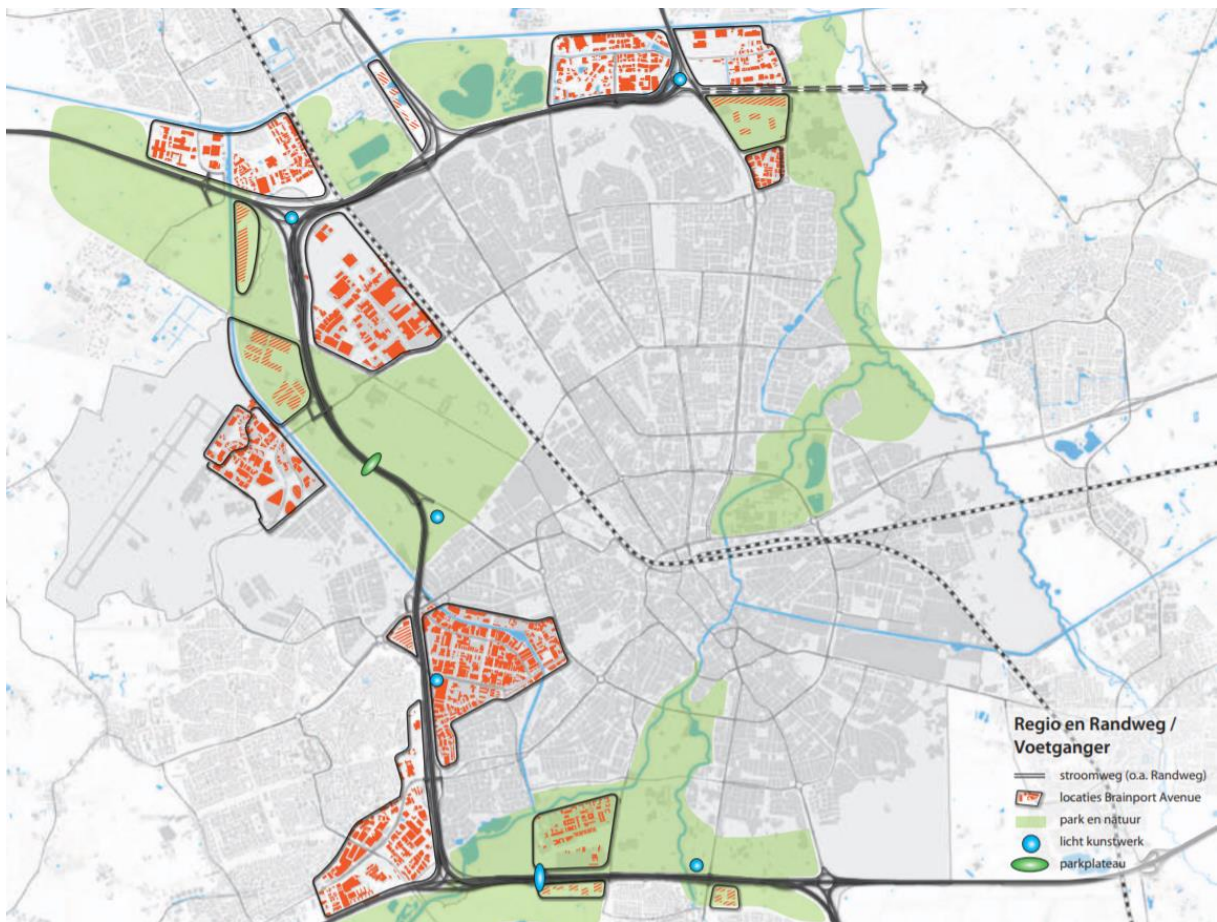 Regio en Randweg /
Voetganger
stroomweg (o.a. Randweg)
locaties Brainport Avenue
park en natuur
licht kunstwerk
parkplateau